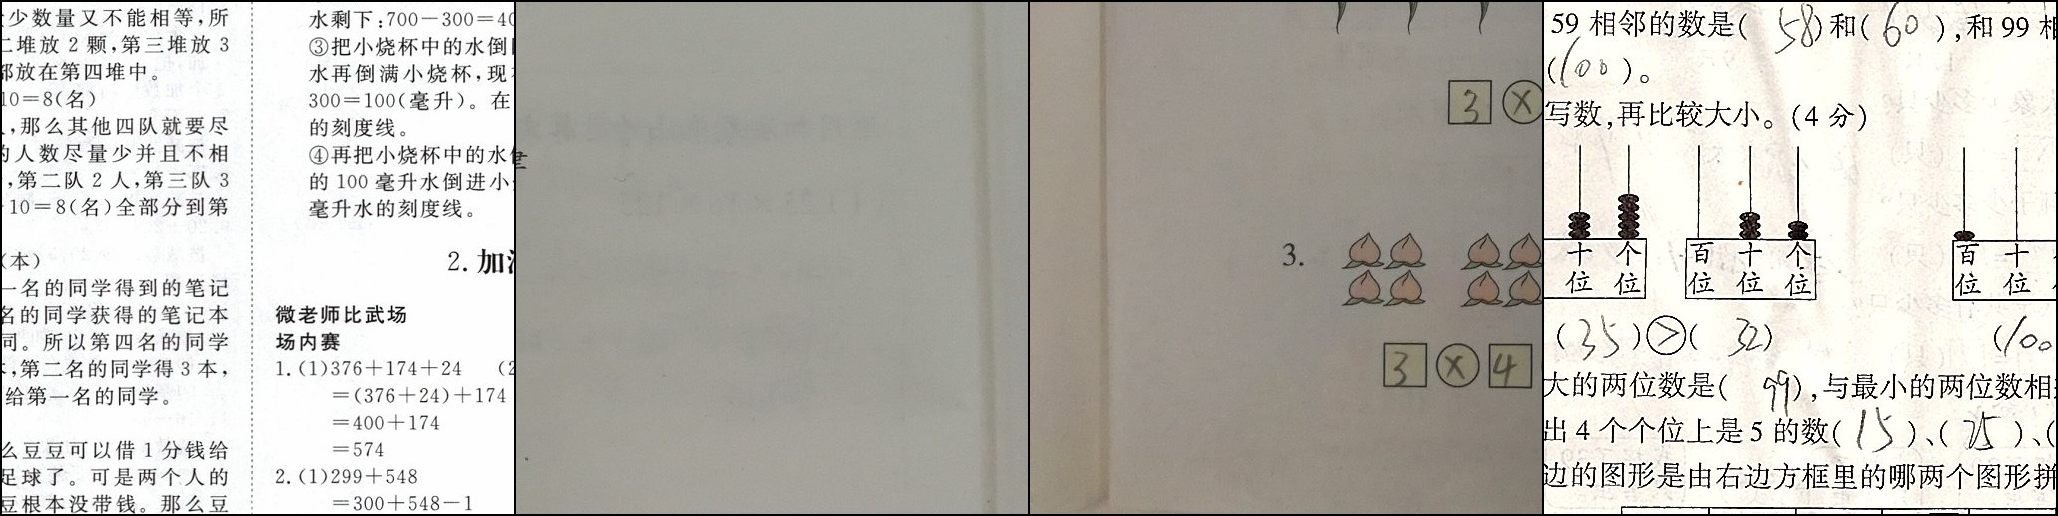 少数量又不能相等，所
二堆放 2 颗，第三堆放 3
都放在第四堆中。
10＝8(名)
，那么其他四队就要尽
的人数尽量少并且不相
，第二队 2 人，第三队 3
10＝8(名)全部分到第
(本)
一名的同学得到的笔记
名的同学获得的笔记本
同。所以第四名的同学
，第二名的同学得 3 本，
给第一名的同学。
么豆豆可以借 1 分钱给
足球了。可是两个人的
豆根本没带钱。那么豆
水剩下：700－300＝40
③把小烧杯中的水倒
水再倒满小烧杯，现
300＝100(毫升)。在
的刻度线。
④再把小烧杯中的水
的 100 毫升水倒进小
毫升水的刻度线。
2. 加
微老师比武场
场内赛
1. (1)376＋174＋24 (2
＝(376＋24)＋174
＝400＋174
＝574
2. (1)299＋548
＝300＋548－1
3 ×
3.
3 × 4
59 相邻的数是( 58 )和( 60 )，和 99 相
(100 )。
写数，再比较大小。(4 分)
十 个 百 十 个 百 十
位 位 位 位 位 位 位
( 35 ) > ( 32 ) (100
大的两位数是( 99 )，与最小的两位数相
出 4 个个位上是 5 的数( 15 )、( 25 )、(
边的图形是由右边方框里的哪两个图形拼